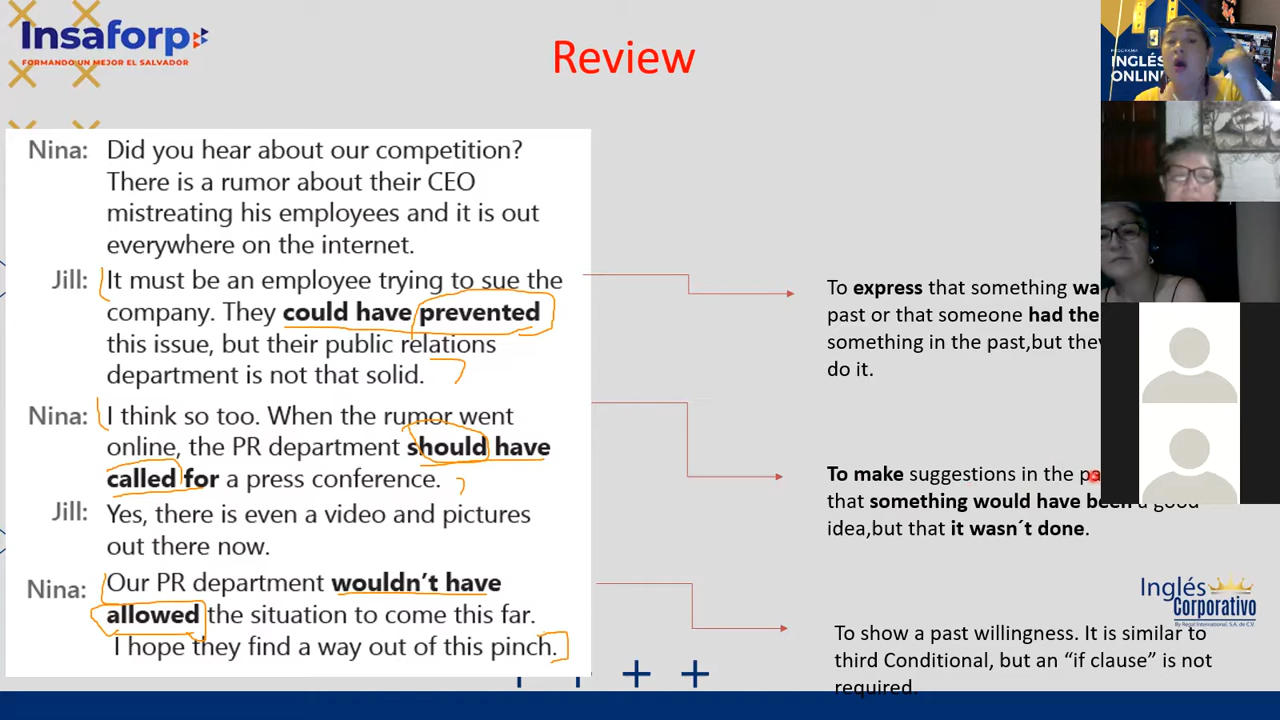 Insaforp
FORMANDO UN MEJOR EL SALVADOR
Review
PROGRAMA
INGLÉS
ONLINE
Nina: Did you hear about our competition?
There is a rumor about their CEO
mistreating his employees and it is out
everywhere on the internet.
Jill: It must be an employee trying to sue the
company. They could have prevented
this issue, but their public relations
department is not that solid.
Nina: I think so too. When the rumor went
online, the PR department should have
called for a press conference.
Jill: Yes, there is even a video and pictures
out there now.
Nina: Our PR department wouldn't have
allowed the situation to come this far.
I hope they find a way out of this pinch.
To express that something
past or that someone had the
something in the past,but
do it.
To make suggestions in the
that something would have been a good
idea,but that it wasn´t done.
To show a past willingness. It is similar to
third Conditional, but an “if clause” is not
required.
Inglés
Corporativo
By Regal International, S.A. de C.V.